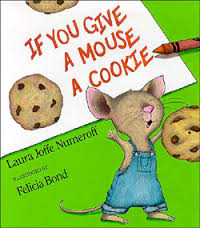 IF YOU GIVE
A MOUSE
A COOKIE
Laura Joffe Numeroff
ILLUSTRATED BY
Felicia Bond